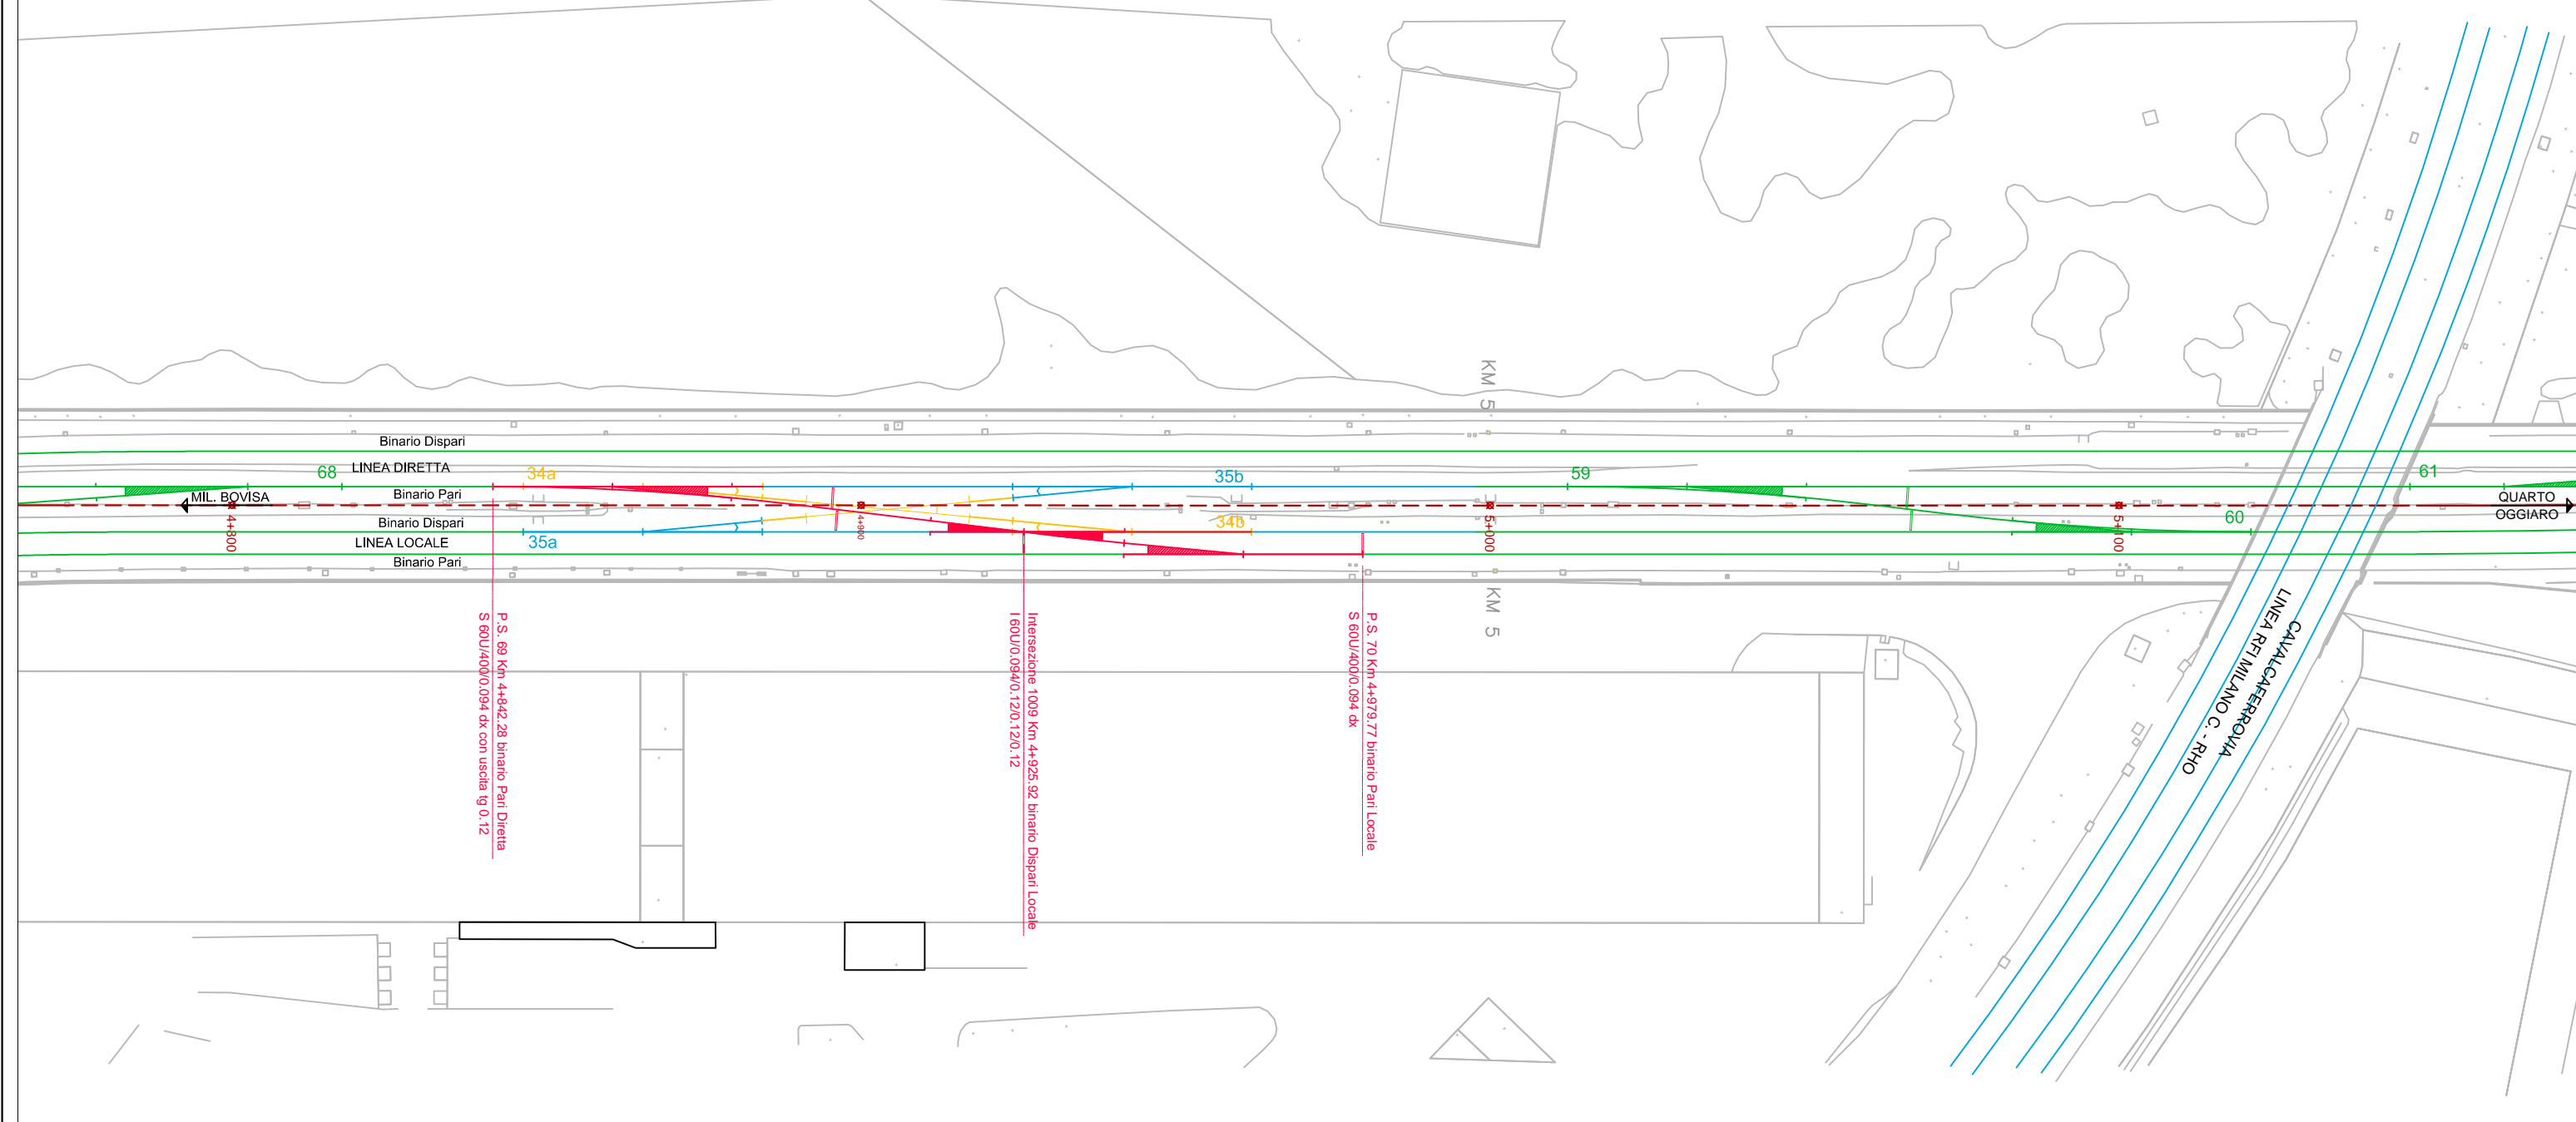 KM 5
Binario Dispari
68
LINEA DIRETTA
34a
35b
59
61
MIL. BOVISA
Binario Pari
QUARTO
OGGIARO
4+800
4+900
5+000
5+100
Binario Dispari
34b
60
LINEA LOCALE
35a
Binario Pari
KM 5
P.S. 69 Km 4+842.28 binario Pari Diretta
S 60U/400/0.094 dx con uscita tg 0.12
Intersezione 1009 Km 4+925.92 binario Dispari Locale
I 60U/0.094/0.12/0.12/0.12
P.S. 70 Km 4+979.77 binario Pari Locale
S 60U/400/0.094 dx
CAVALCAFERROVIA
LINEA RFI MILANO C. - RHO